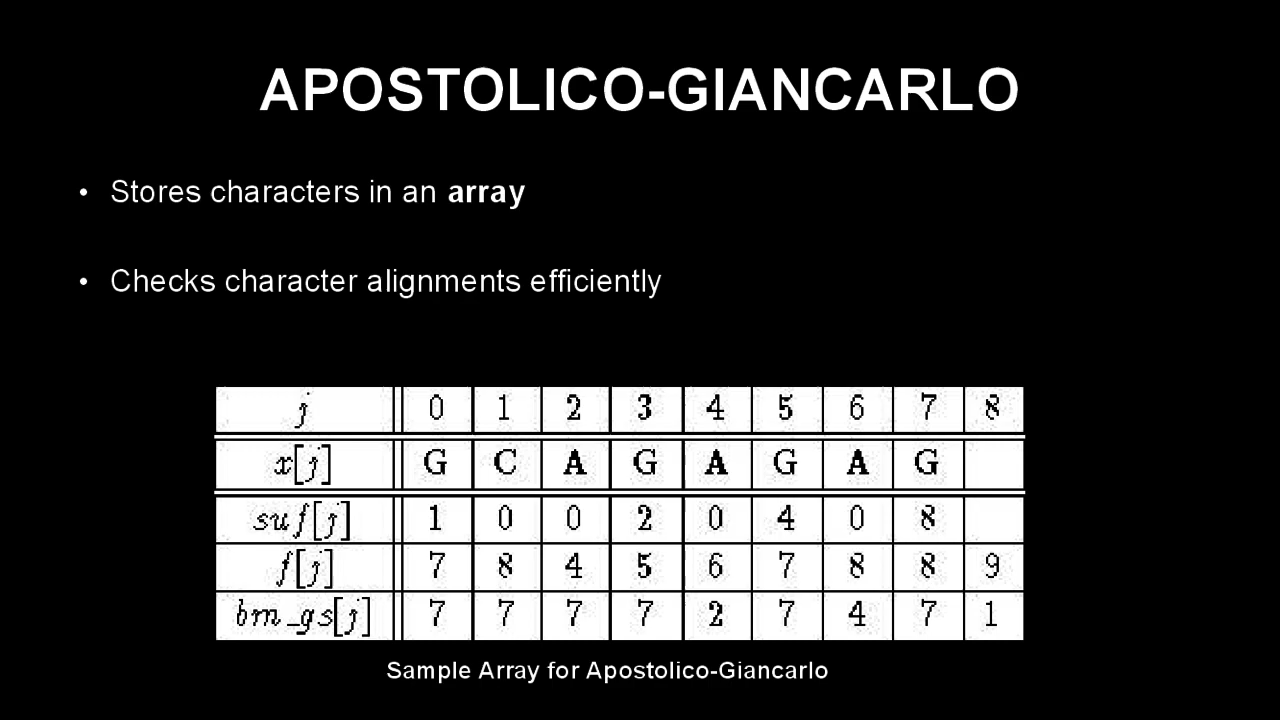 APOSTOLICO-GIANCARLO
• Stores characters in an array
• Checks character alignments efficiently
j 0 1 2 3 4 5 6 7 8
x[j] G C A G A G A G
suf[j] 1 0 0 2 0 4 0 8
f[j] 7 8 4 5 6 7 8 8 9
bm_gs[j] 7 7 7 7 2 7 4 7 1
Sample Array for Apostolico-Giancarlo